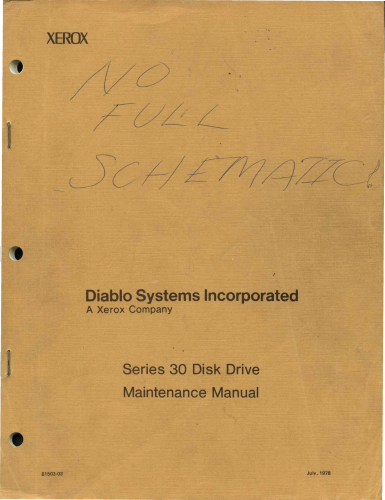 XEROX
NO
FULL
SCHEMATIC!
Diablo Systems Incorporated
A Xerox Company
Series 30 Disk Drive
Maintenance Manual
81503-03
July, 1976